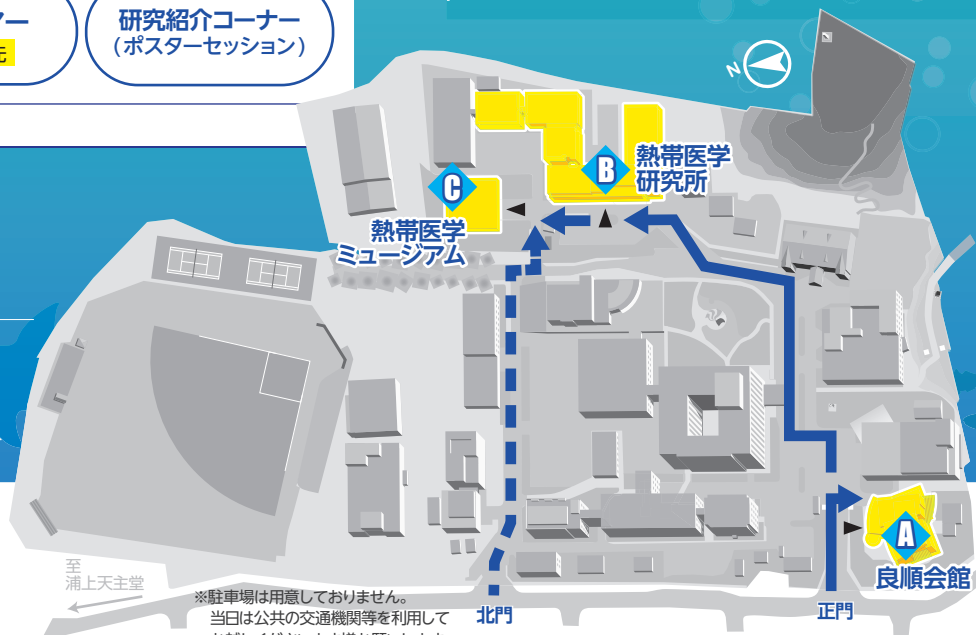 研究紹介コーナー
(ポスターセッション)
N
B
熱帯医学
研究所
C
熱帯医学
ミュージアム
A
良順会館
至
浦上天主堂
※駐車場は用意しておりません。
当日は公共の交通機関等を利用して
北門
正門